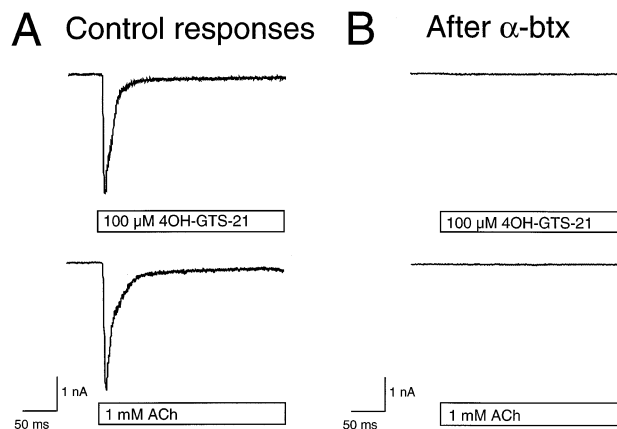 A Control responses
B After α-btx
100 µM 4OH-GTS-21
100 µM 4OH-GTS-21
1 nA
50 ms
1 mM ACh
1 nA
50 ms
1 mM ACh